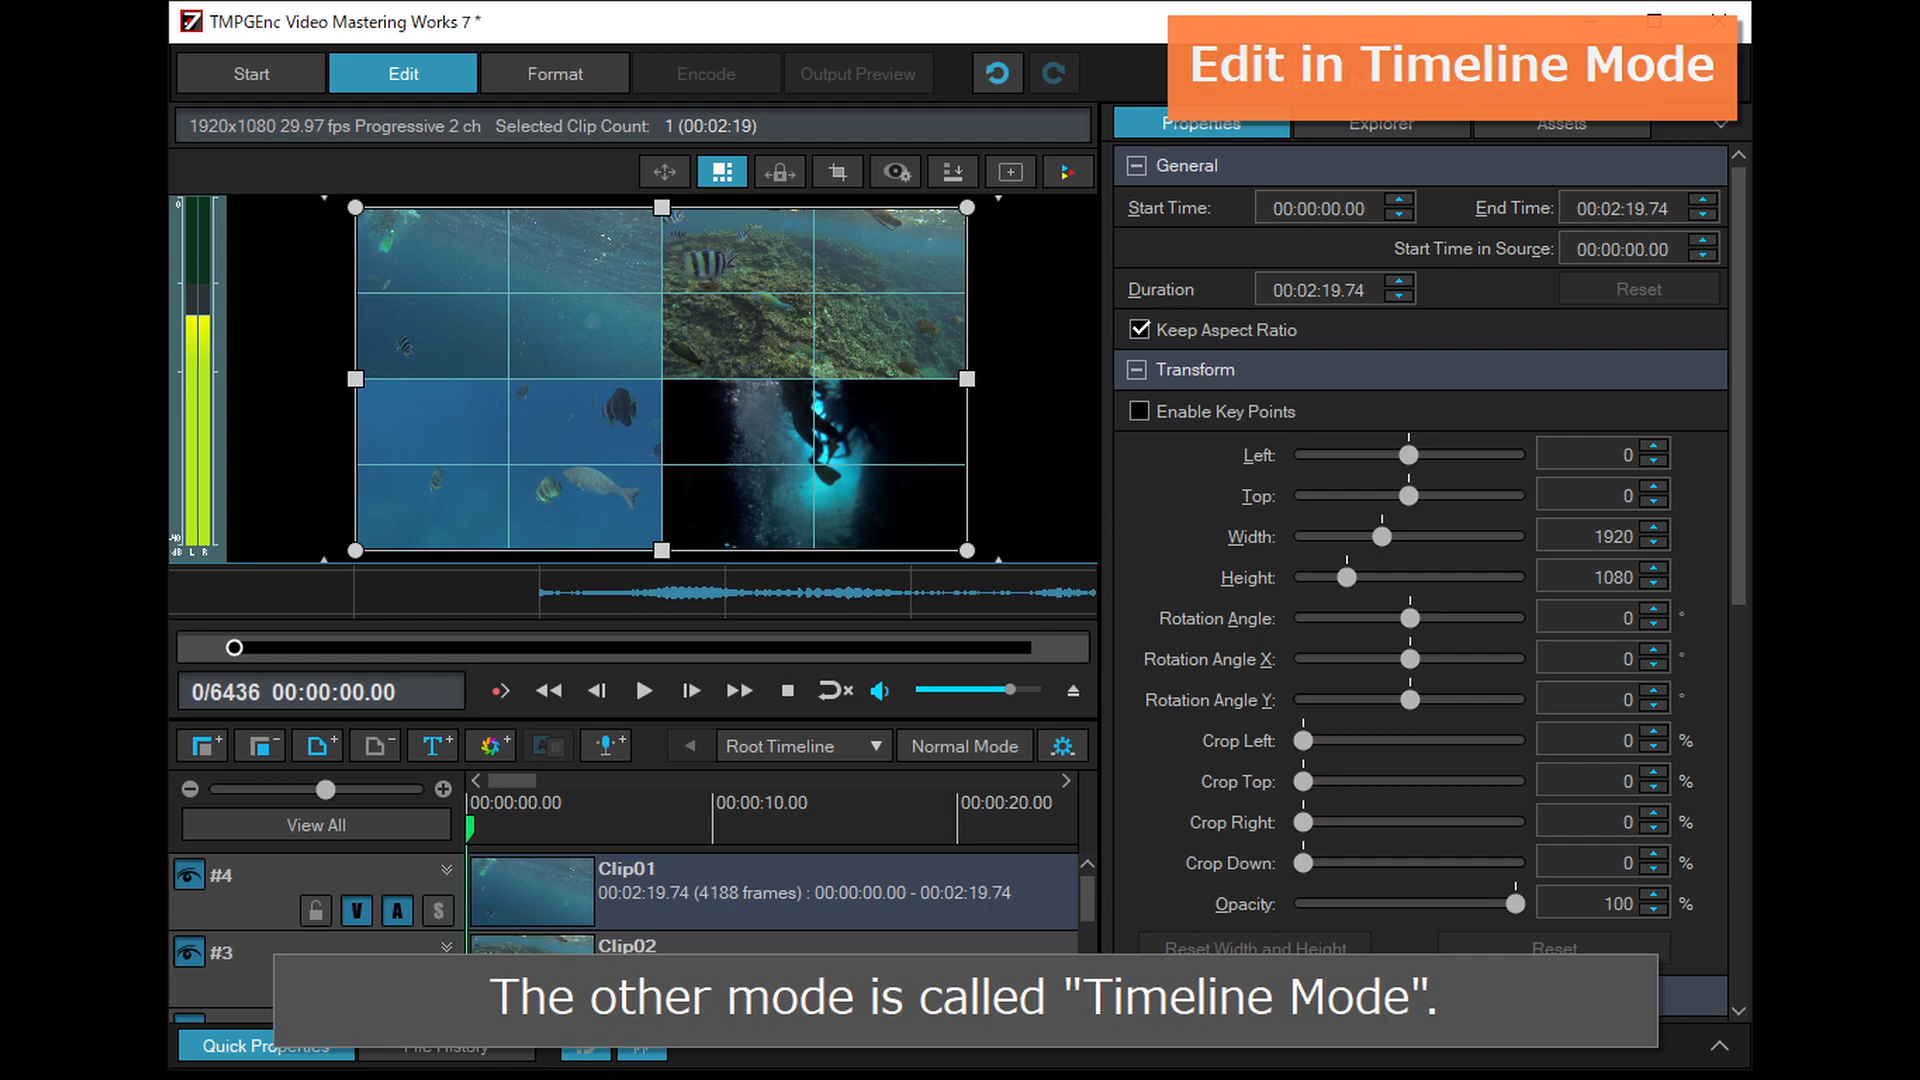 TMPGEnc Video Mastering Works 7 *
Edit in Timeline Mode
Start
Edit
Format
Encode
Output Preview
1920x1080 29.97 fps Progressive 2 ch Selected Clip Count: 1 (00:02:19)
Properties
Explorer
Assets
General
Start Time: 00:00:00.00 End Time: 00:02:19.74
Start Time in Source: 00:00:00.00
Duration 00:02:19.74 Reset
Keep Aspect Ratio
Transform
Enable Key Points
Left: 0
Top: 0
Width: 1920
Height: 1080
Rotation Angle: 0 °
Rotation Angle X: 0 °
Rotation Angle Y: 0 °
Crop Left: 0 %
Crop Top: 0 %
Crop Right: 0 %
Crop Down: 0 %
Opacity: 100 %
Reset Width and Height Reset
0
-40
dB L R
0/6436 00:00:00.00
Root Timeline
Normal Mode
00:00:00.00 00:00:10.00 00:00:20.00
View All
#4
V A S
Clip01
00:02:19.74 (4188 frames) : 00:00:00.00 - 00:02:19.74
#3
Clip02
The other mode is called "Timeline Mode".
Quick Properties
File History